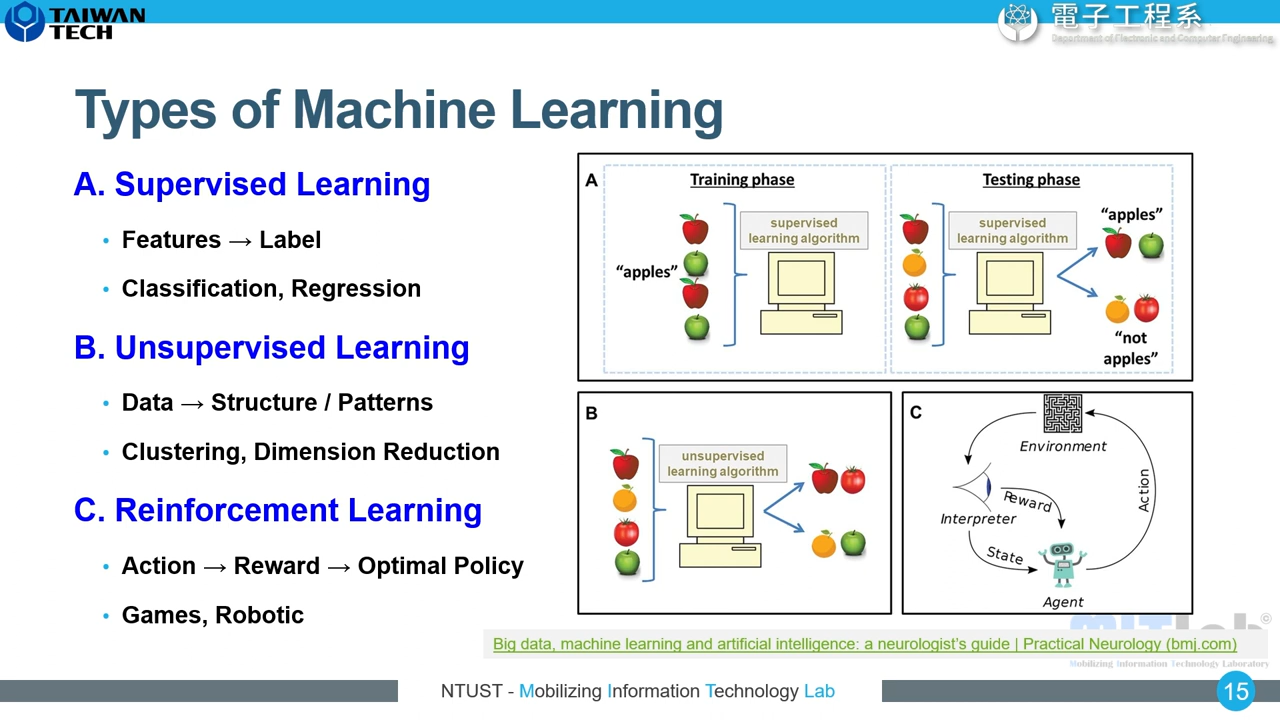 TAIWAN
TECH
電子工程系
Department of Electronic and Computer Engineering
Types of Machine Learning
A. Supervised Learning
• Features → Label
• Classification, Regression
B. Unsupervised Learning
• Data → Structure / Patterns
• Clustering, Dimension Reduction
C. Reinforcement Learning
• Action → Reward → Optimal Policy
• Games, Robotic
A
Training phase
"apples"
supervised
learning algorithm
Testing phase
supervised
learning algorithm
"apples"
"not
apples"
B
unsupervised
learning algorithm
C
Environment
Interpreter
Reward
State
Action
Agent
MITLab ©
Mobilizing Information Technology Laboratory
Big data, machine learning and artificial intelligence: a neurologist's guide | Practical Neurology (bmj.com)
NTUST - Mobilizing Information Technology Lab
15